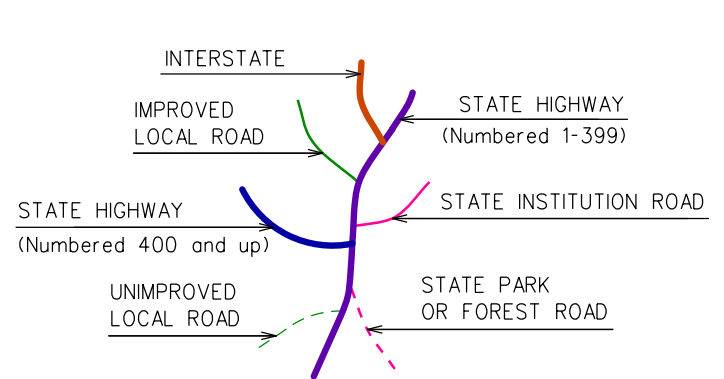 INTERSTATE
IMPROVED
LOCAL ROAD
STATE HIGHWAY
(Numbered 1-399)
STATE HIGHWAY
(Numbered 400 and up)
STATE INSTITUTION ROAD
UNIMPROVED
LOCAL ROAD
STATE PARK
OR FOREST ROAD